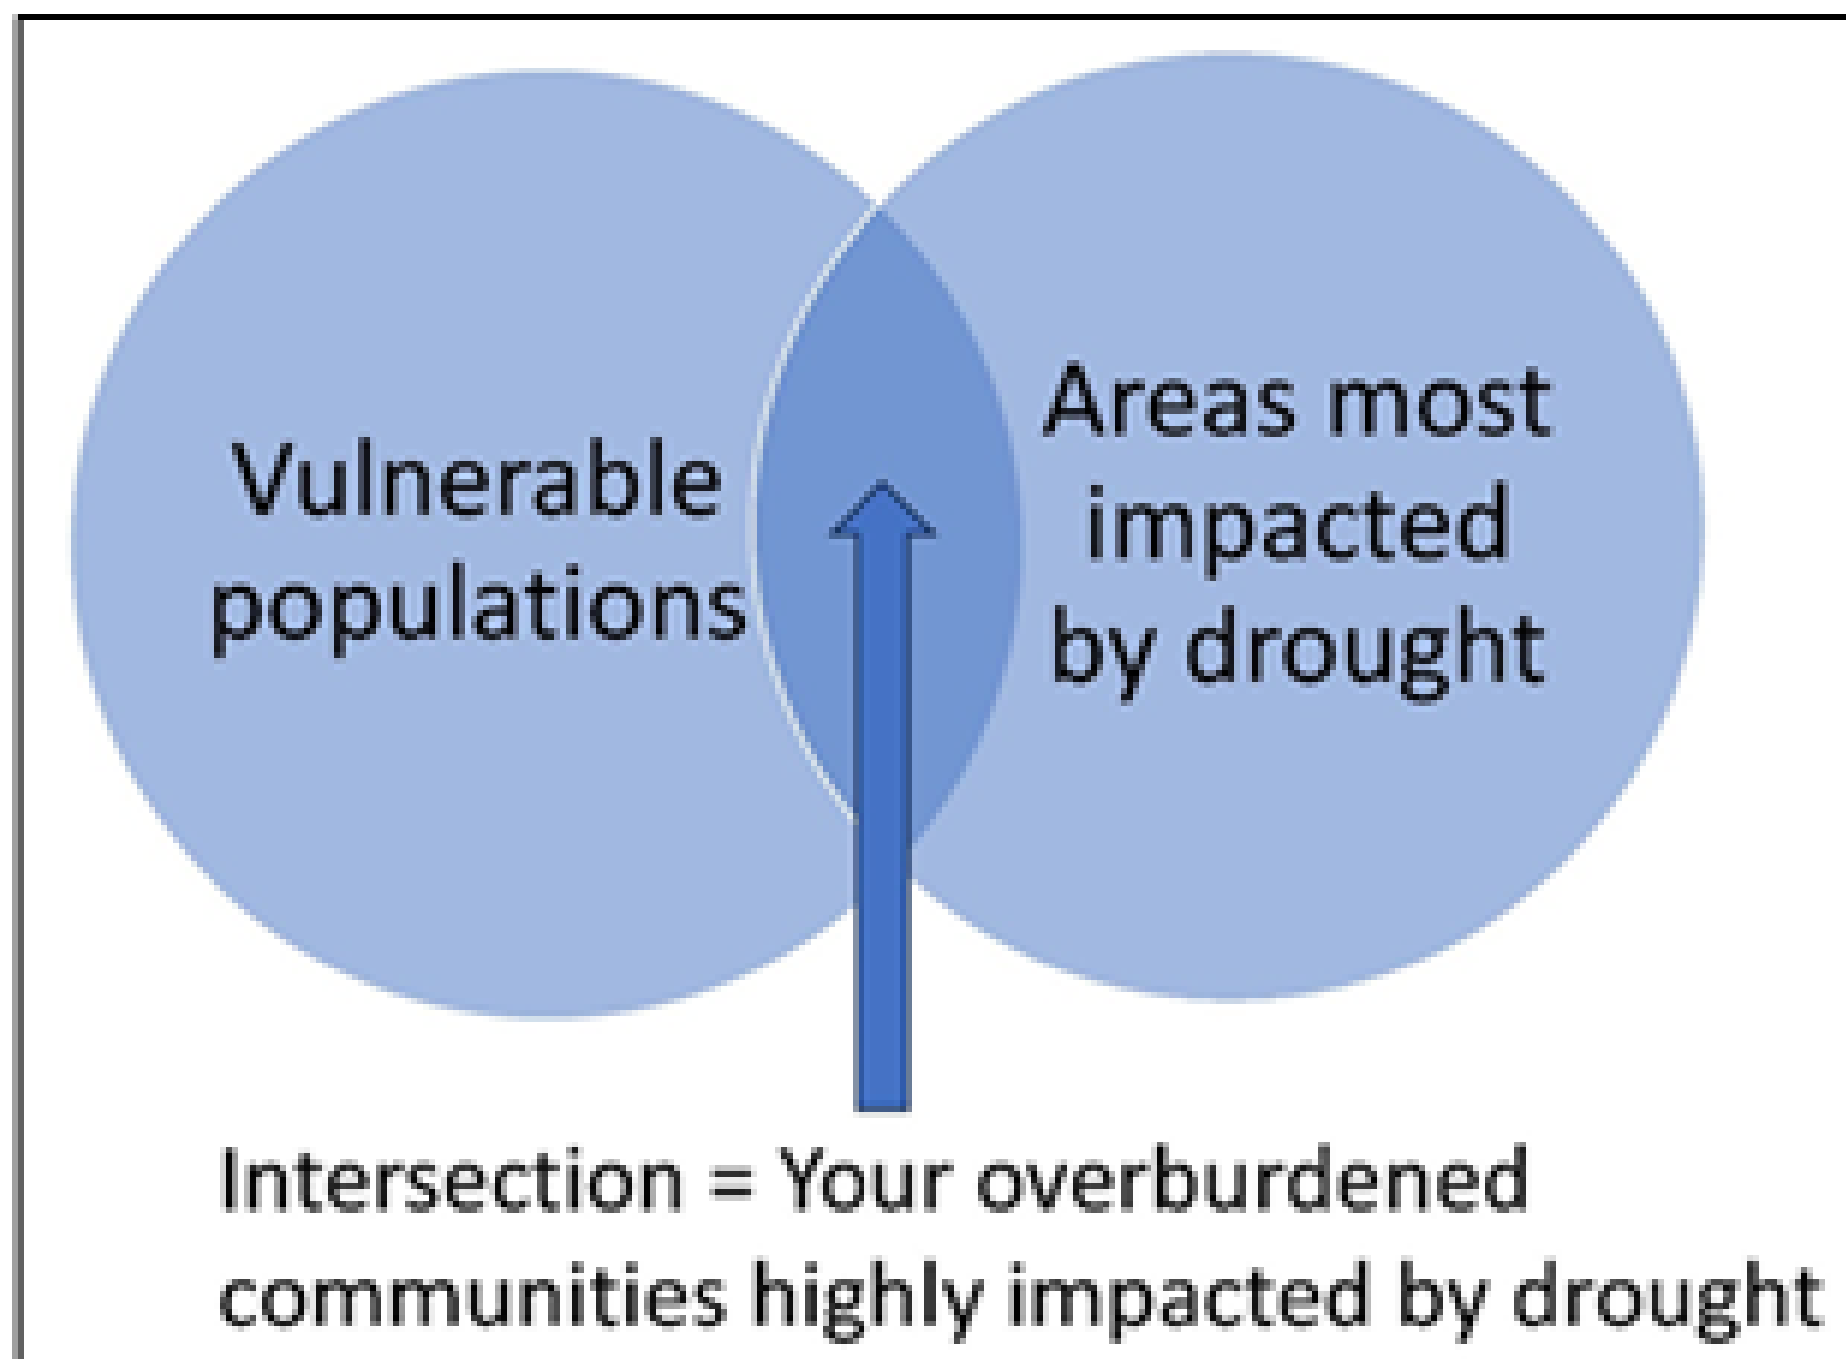 Vulnerable
populations
Areas most
impacted
by drought
Intersection = Your overburdened
communities highly impacted by drought